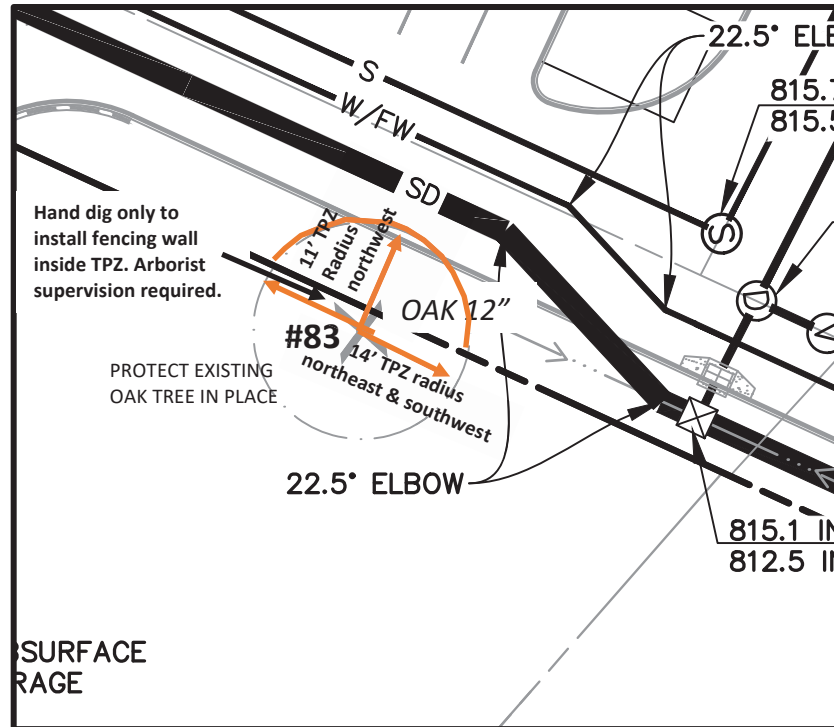 22.5° ELB
S
815.7
815.5
W/FW
SD
Hand dig only to
install fencing wall
inside TPZ. Arborist
supervision required.
11’ TPZ
Radius
northwest
S
D
OAK 12”
#83
14’ TPZ radius
northeast & southwest
PROTECT EXISTING
OAK TREE IN PLACE
22.5° ELBOW
815.1 IN
812.5 IN
SURFACE
RAGE